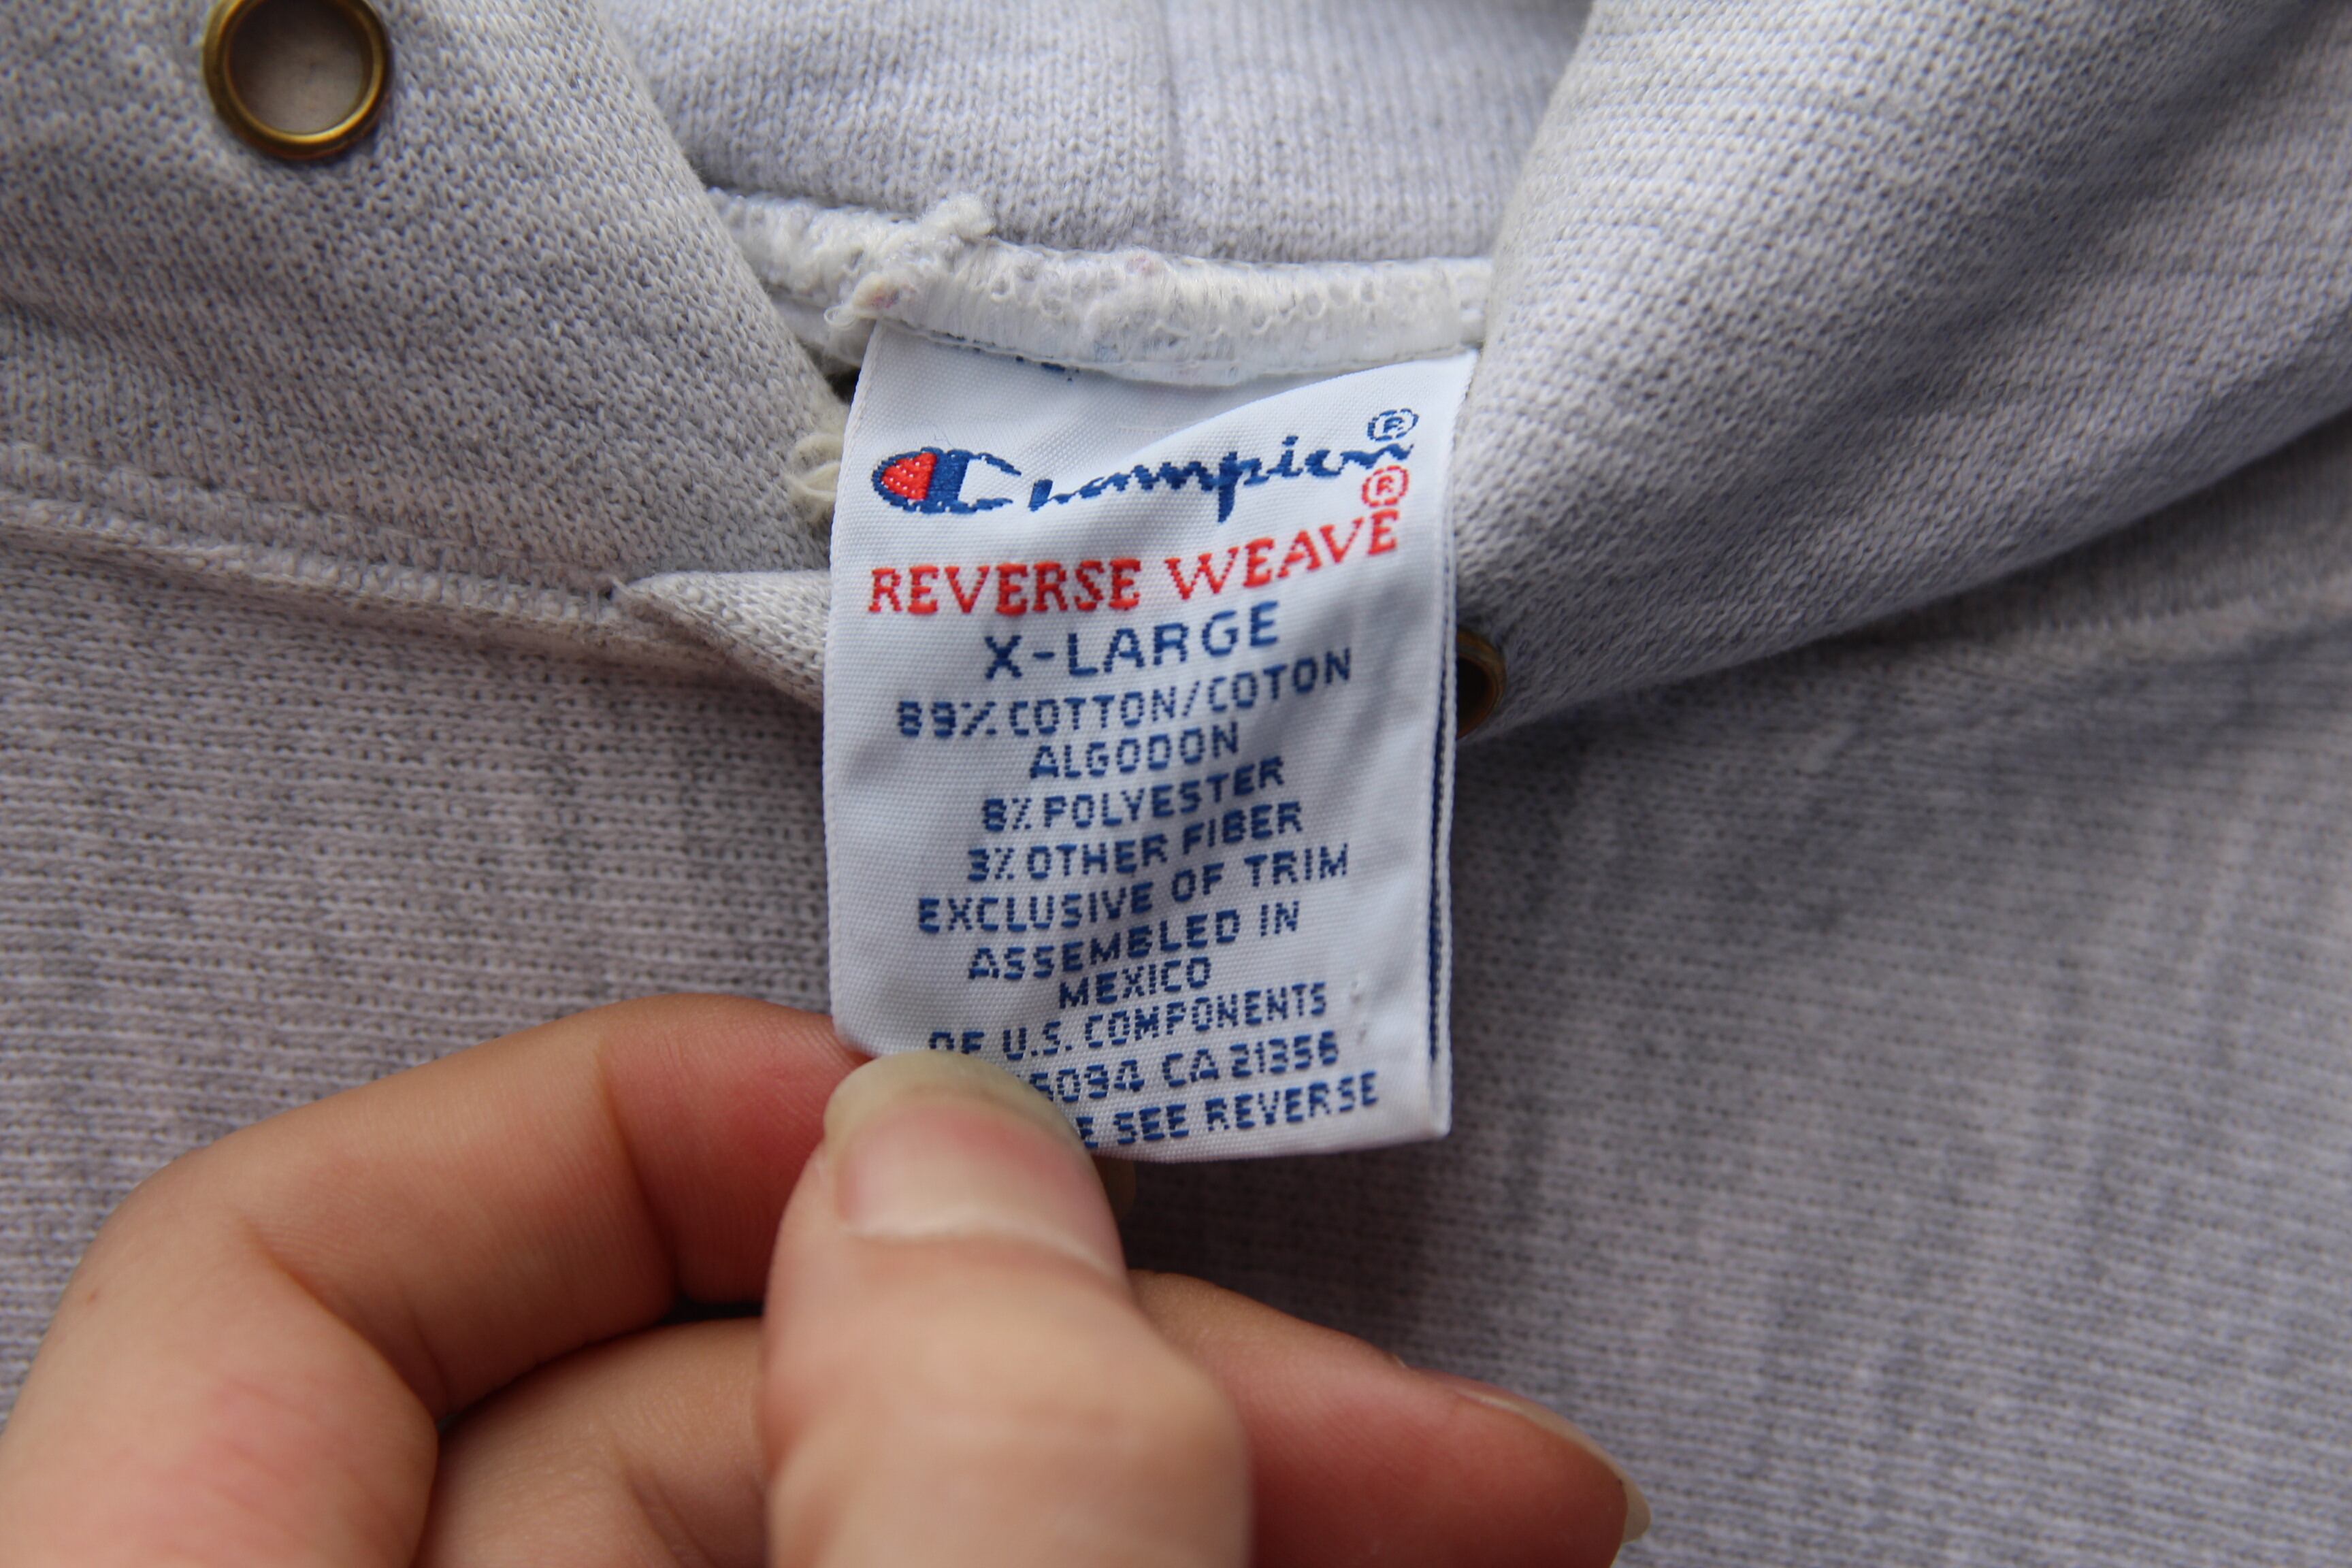 Champion®
®
REVERSE WEAVE
X-LARGE
89% COTTON/COTON
ALGODON
8% POLYESTER
3% OTHER FIBER
EXCLUSIVE OF TRIM
ASSEMBLED IN
MEXICO
OF U.S. COMPONENTS
CA 21356
SEE REVERSE